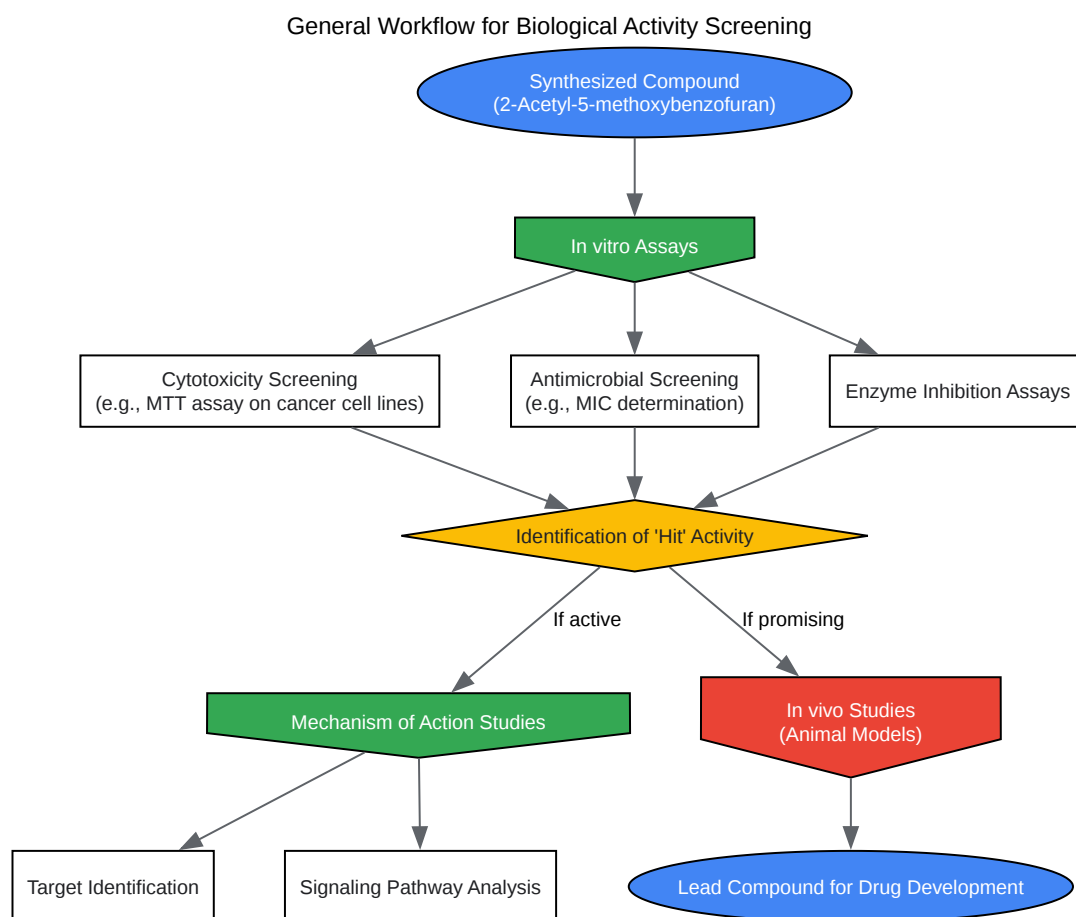 General Workflow for Biological Activity Screening
Synthesized Compound
(2-Acetyl-5-methoxybenzofuran)
In vitro Assays
Cytotoxicity Screening
(e.g., MTT assay on cancer cell lines)
Antimicrobial Screening
(e.g., MIC determination)
Enzyme Inhibition Assays
Identification of 'Hit' Activity
If active
If promising
Mechanism of Action Studies
In vivo Studies
(Animal Models)
Target Identification
Signaling Pathway Analysis
Lead Compound for Drug Development